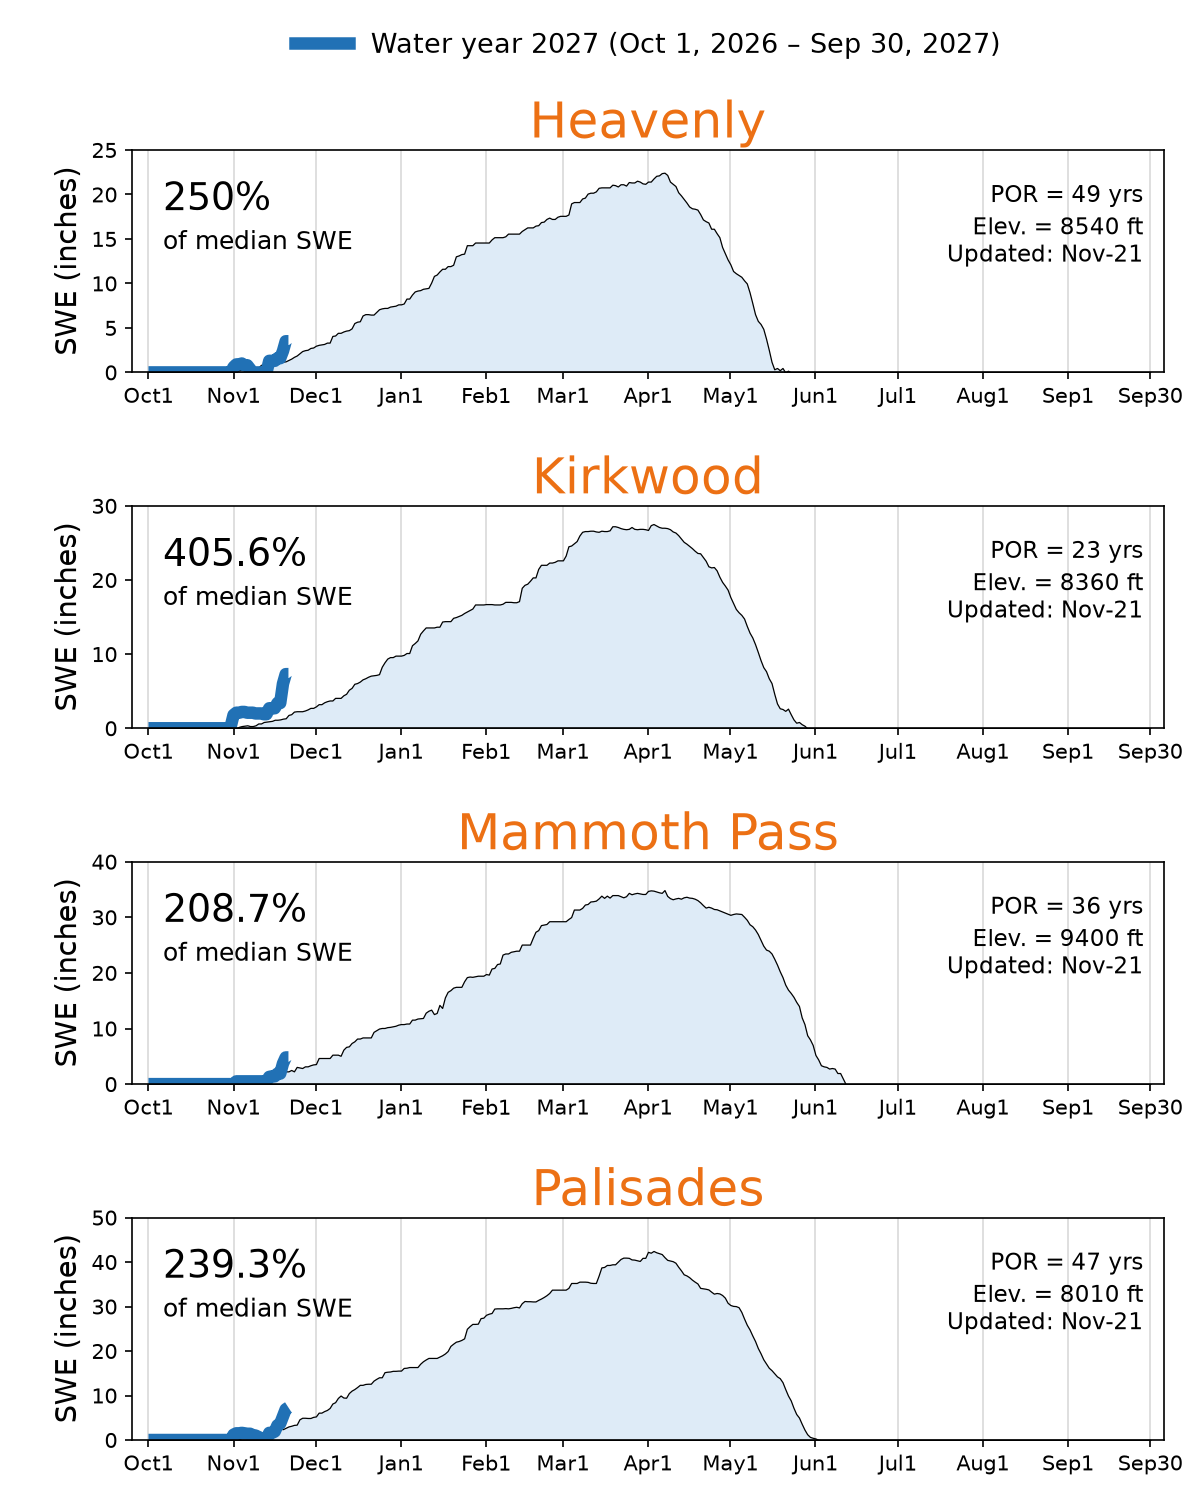 Water year 2027 (Oct 1, 2026 – Sep 30, 2027)
Heavenly
SWE (inches)
25
20
15
10
5
0
250%
of median SWE
POR = 49 yrs
Elev. = 8540 ft
Updated: Nov-21
Oct1 Nov1 Dec1 Jan1 Feb1 Mar1 Apr1 May1 Jun1 Jul1 Aug1 Sep1 Sep30
Kirkwood
SWE (inches)
30
20
10
0
405.6%
of median SWE
POR = 23 yrs
Elev. = 8360 ft
Updated: Nov-21
Oct1 Nov1 Dec1 Jan1 Feb1 Mar1 Apr1 May1 Jun1 Jul1 Aug1 Sep1 Sep30
Mammoth Pass
SWE (inches)
40
30
20
10
0
208.7%
of median SWE
POR = 36 yrs
Elev. = 9400 ft
Updated: Nov-21
Oct1 Nov1 Dec1 Jan1 Feb1 Mar1 Apr1 May1 Jun1 Jul1 Aug1 Sep1 Sep30
Palisades
SWE (inches)
50
40
30
20
10
0
239.3%
of median SWE
POR = 47 yrs
Elev. = 8010 ft
Updated: Nov-21
Oct1 Nov1 Dec1 Jan1 Feb1 Mar1 Apr1 May1 Jun1 Jul1 Aug1 Sep1 Sep30